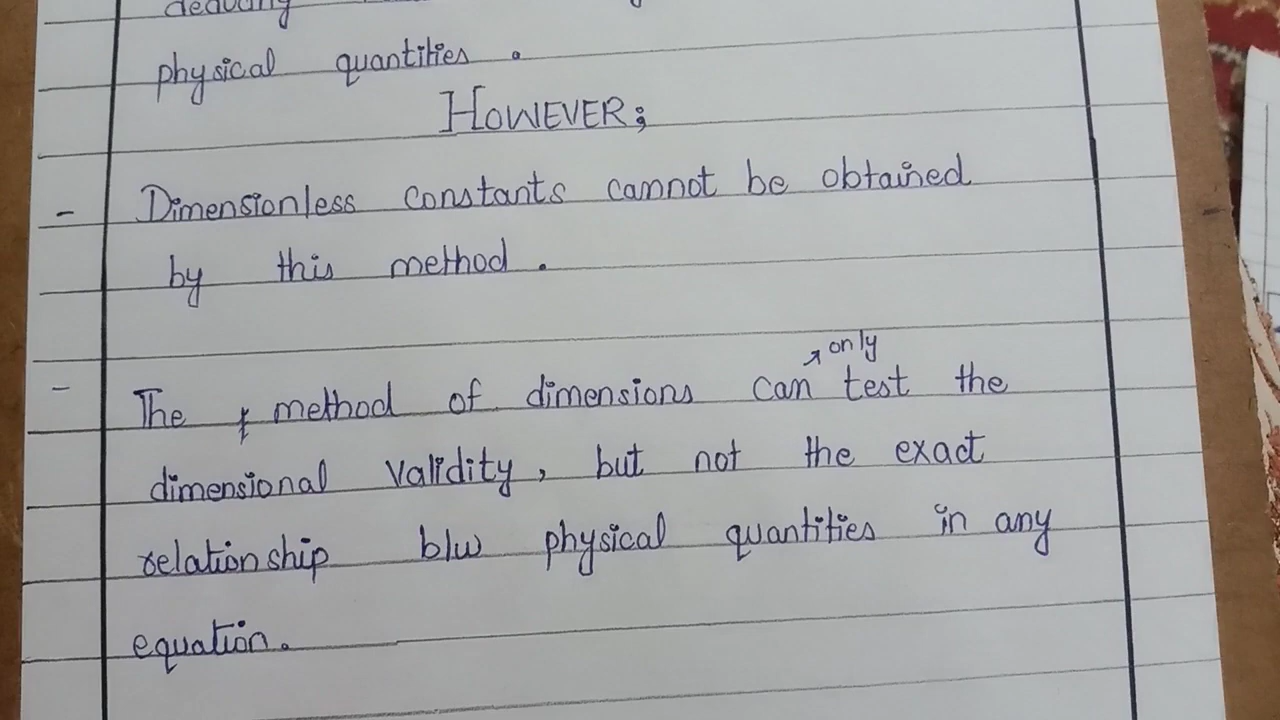 deducing
physical quantities.
HOWEVER;
- Dimensionless constants cannot be obtained
by this method.
only
- The method of dimensions can test the
dimensional validity, but not the exact
relationship b/w physical quantities in any
equation.